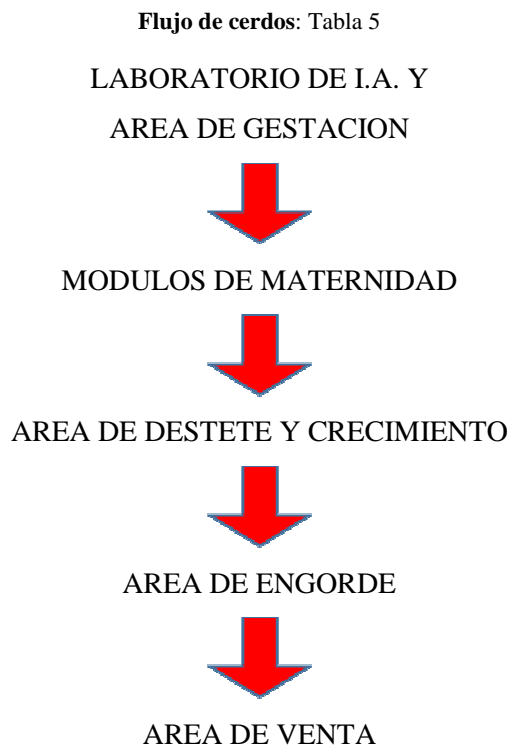 Flujo de cerdos: Tabla 5
LABORATORIO DE I.A. Y
AREA DE GESTACION
MODULOS DE MATERNIDAD
AREA DE DESTETE Y CRECIMIENTO
AREA DE ENGORDE
AREA DE VENTA